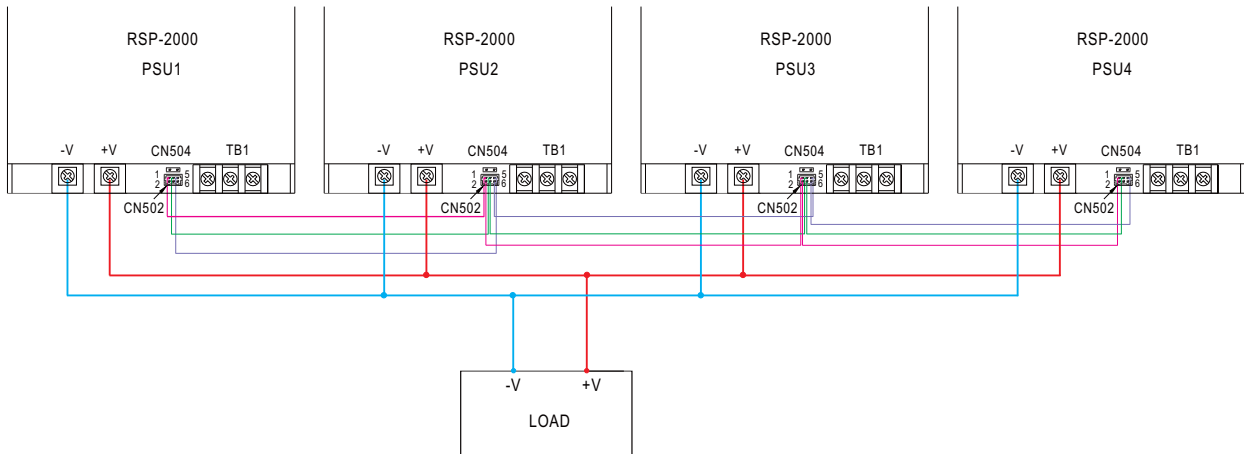 RSP-2000 RSP-2000 RSP-2000 RSP-2000
PSU1 PSU2 PSU3 PSU4
-V +V CN504 TB1 -V +V CN504 TB1 -V +V CN504 TB1 -V +V CN504 TB1
1 5 1 5 1 5 1 5
2 6 2 6 2 6 2 6
CN502 CN502 CN502 CN502
-V +V
LOAD